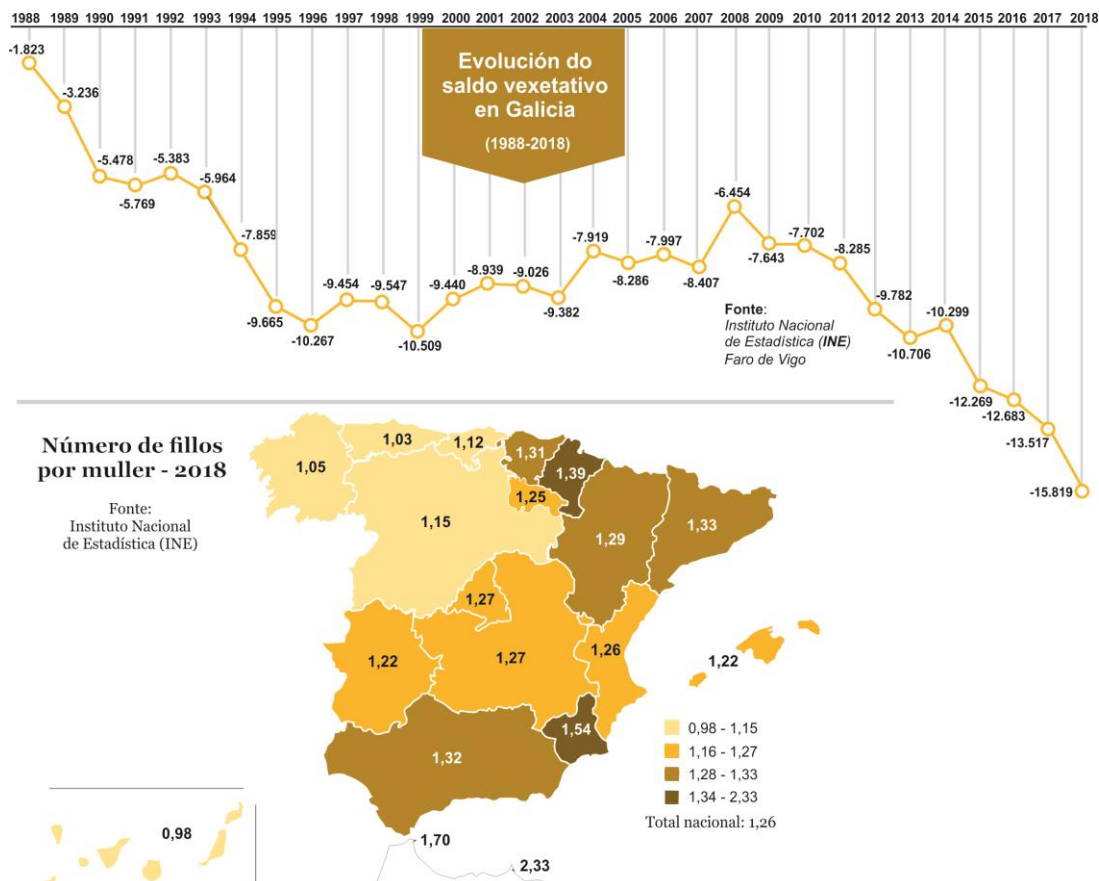 1988 1989 1990 1991 1992 1993 1994 1995 1996 1997 1998 1999 2000 2001 2002 2003 2004 2005 2006 2007 2008 2009 2010 2011 2012 2013 2014 2015 2016 2017 2018
Evolución do
saldo vexetativo
en Galicia
(1988-2018)
-1.823
-3.236
-5.478
-5.769
-5.383
-5.964
-7.859
-9.665
-10.267
-9.454
-9.547
-10.509
-9.440
-8.939
-9.026
-9.382
-7.919
-8.286
-7.997
-8.407
-6.454
-7.643
-7.702
-8.285
-9.782
-10.706
-10.299
-12.269
-12.683
-13.517
-15.819
Fonte:
Instituto Nacional
de Estadística (INE)
Faro de Vigo
Número de fillos
por muller - 2018
Fonte:
Instituto Nacional
de Estadística (INE)
1,05
1,03
1,12
1,31
1,39
1,25
1,15
1,29
1,33
1,27
1,22
1,27
1,26
1,22
1,54
1,32
0,98 - 1,15
1,16 - 1,27
1,28 - 1,33
1,34 - 2,33
Total nacional: 1,26
0,98
1,70
2,33